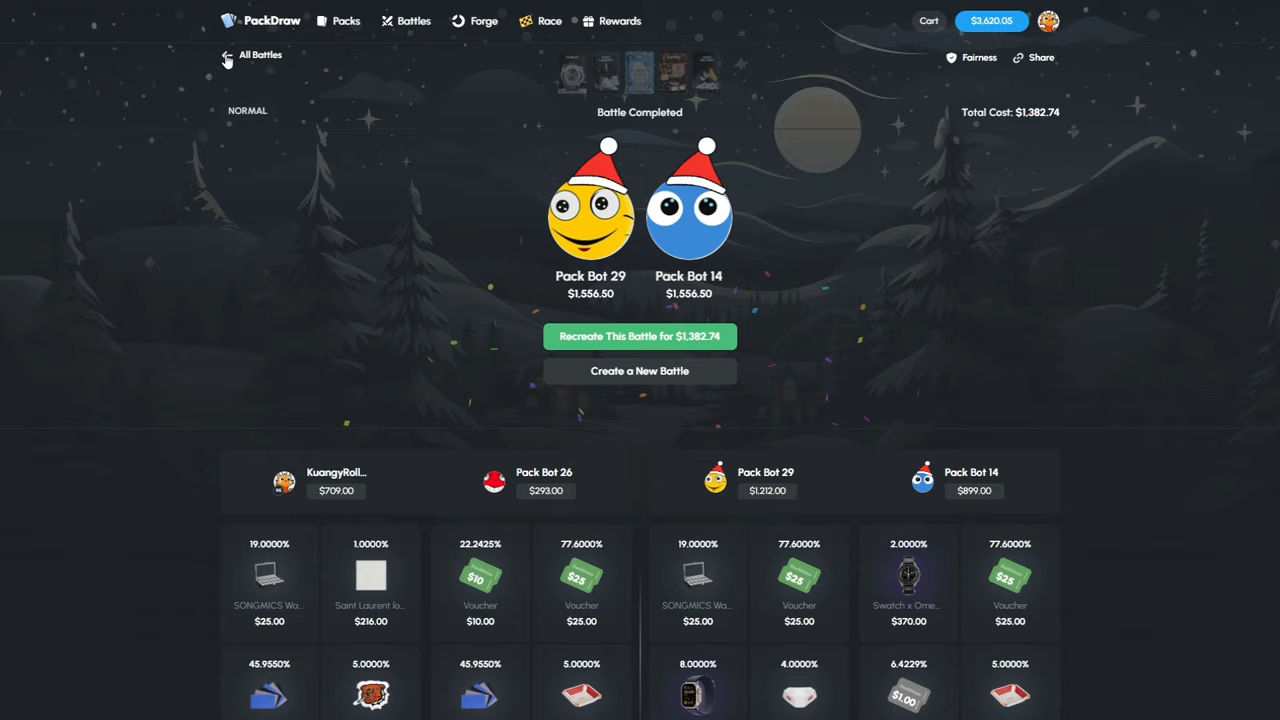 PackDraw Packs Battles Forge Race Rewards Cart $3,620.05
All Battles Fairness Share
NORMAL Battle Completed Total Cost: $1,382.74
Pack Bot 29 Pack Bot 14
$1,556.50 $1,556.50
Recreate This Battle for $1,382.74
Create a New Battle
KuangyRoll... Pack Bot 26 Pack Bot 29 Pack Bot 14
$709.00 $293.00 $1,212.00 $899.00
19.0000% 1.0000% 22.2425% 77.6000% 19.0000% 77.6000% 2.0000% 77.6000%
$10 $25 $25 $25
SONGMICS Wa... Saint Laurent lo... Voucher Voucher SONGMICS Wa... Voucher Swatch x Ome... Voucher
$25.00 $216.00 $10.00 $25.00 $25.00 $25.00 $370.00 $25.00
45.9550% 5.0000% 45.9550% 5.0000% 8.0000% 4.0000% 6.4229% 5.0000%
$1.00